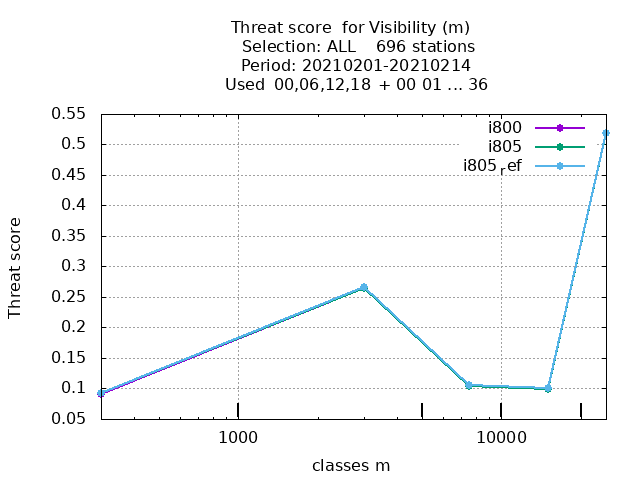 Threat score  for Visibility (m)
Selection: ALL    696 stations
Period: 20210201-20210214
Used  00,06,12,18  + 00 01 ... 36
0.55
0.5
0.45
0.4
0.35
0.3
0.25
0.2
0.15
0.1
0.05
Threat score
i800
i805
i805ref
1000
10000
classes m